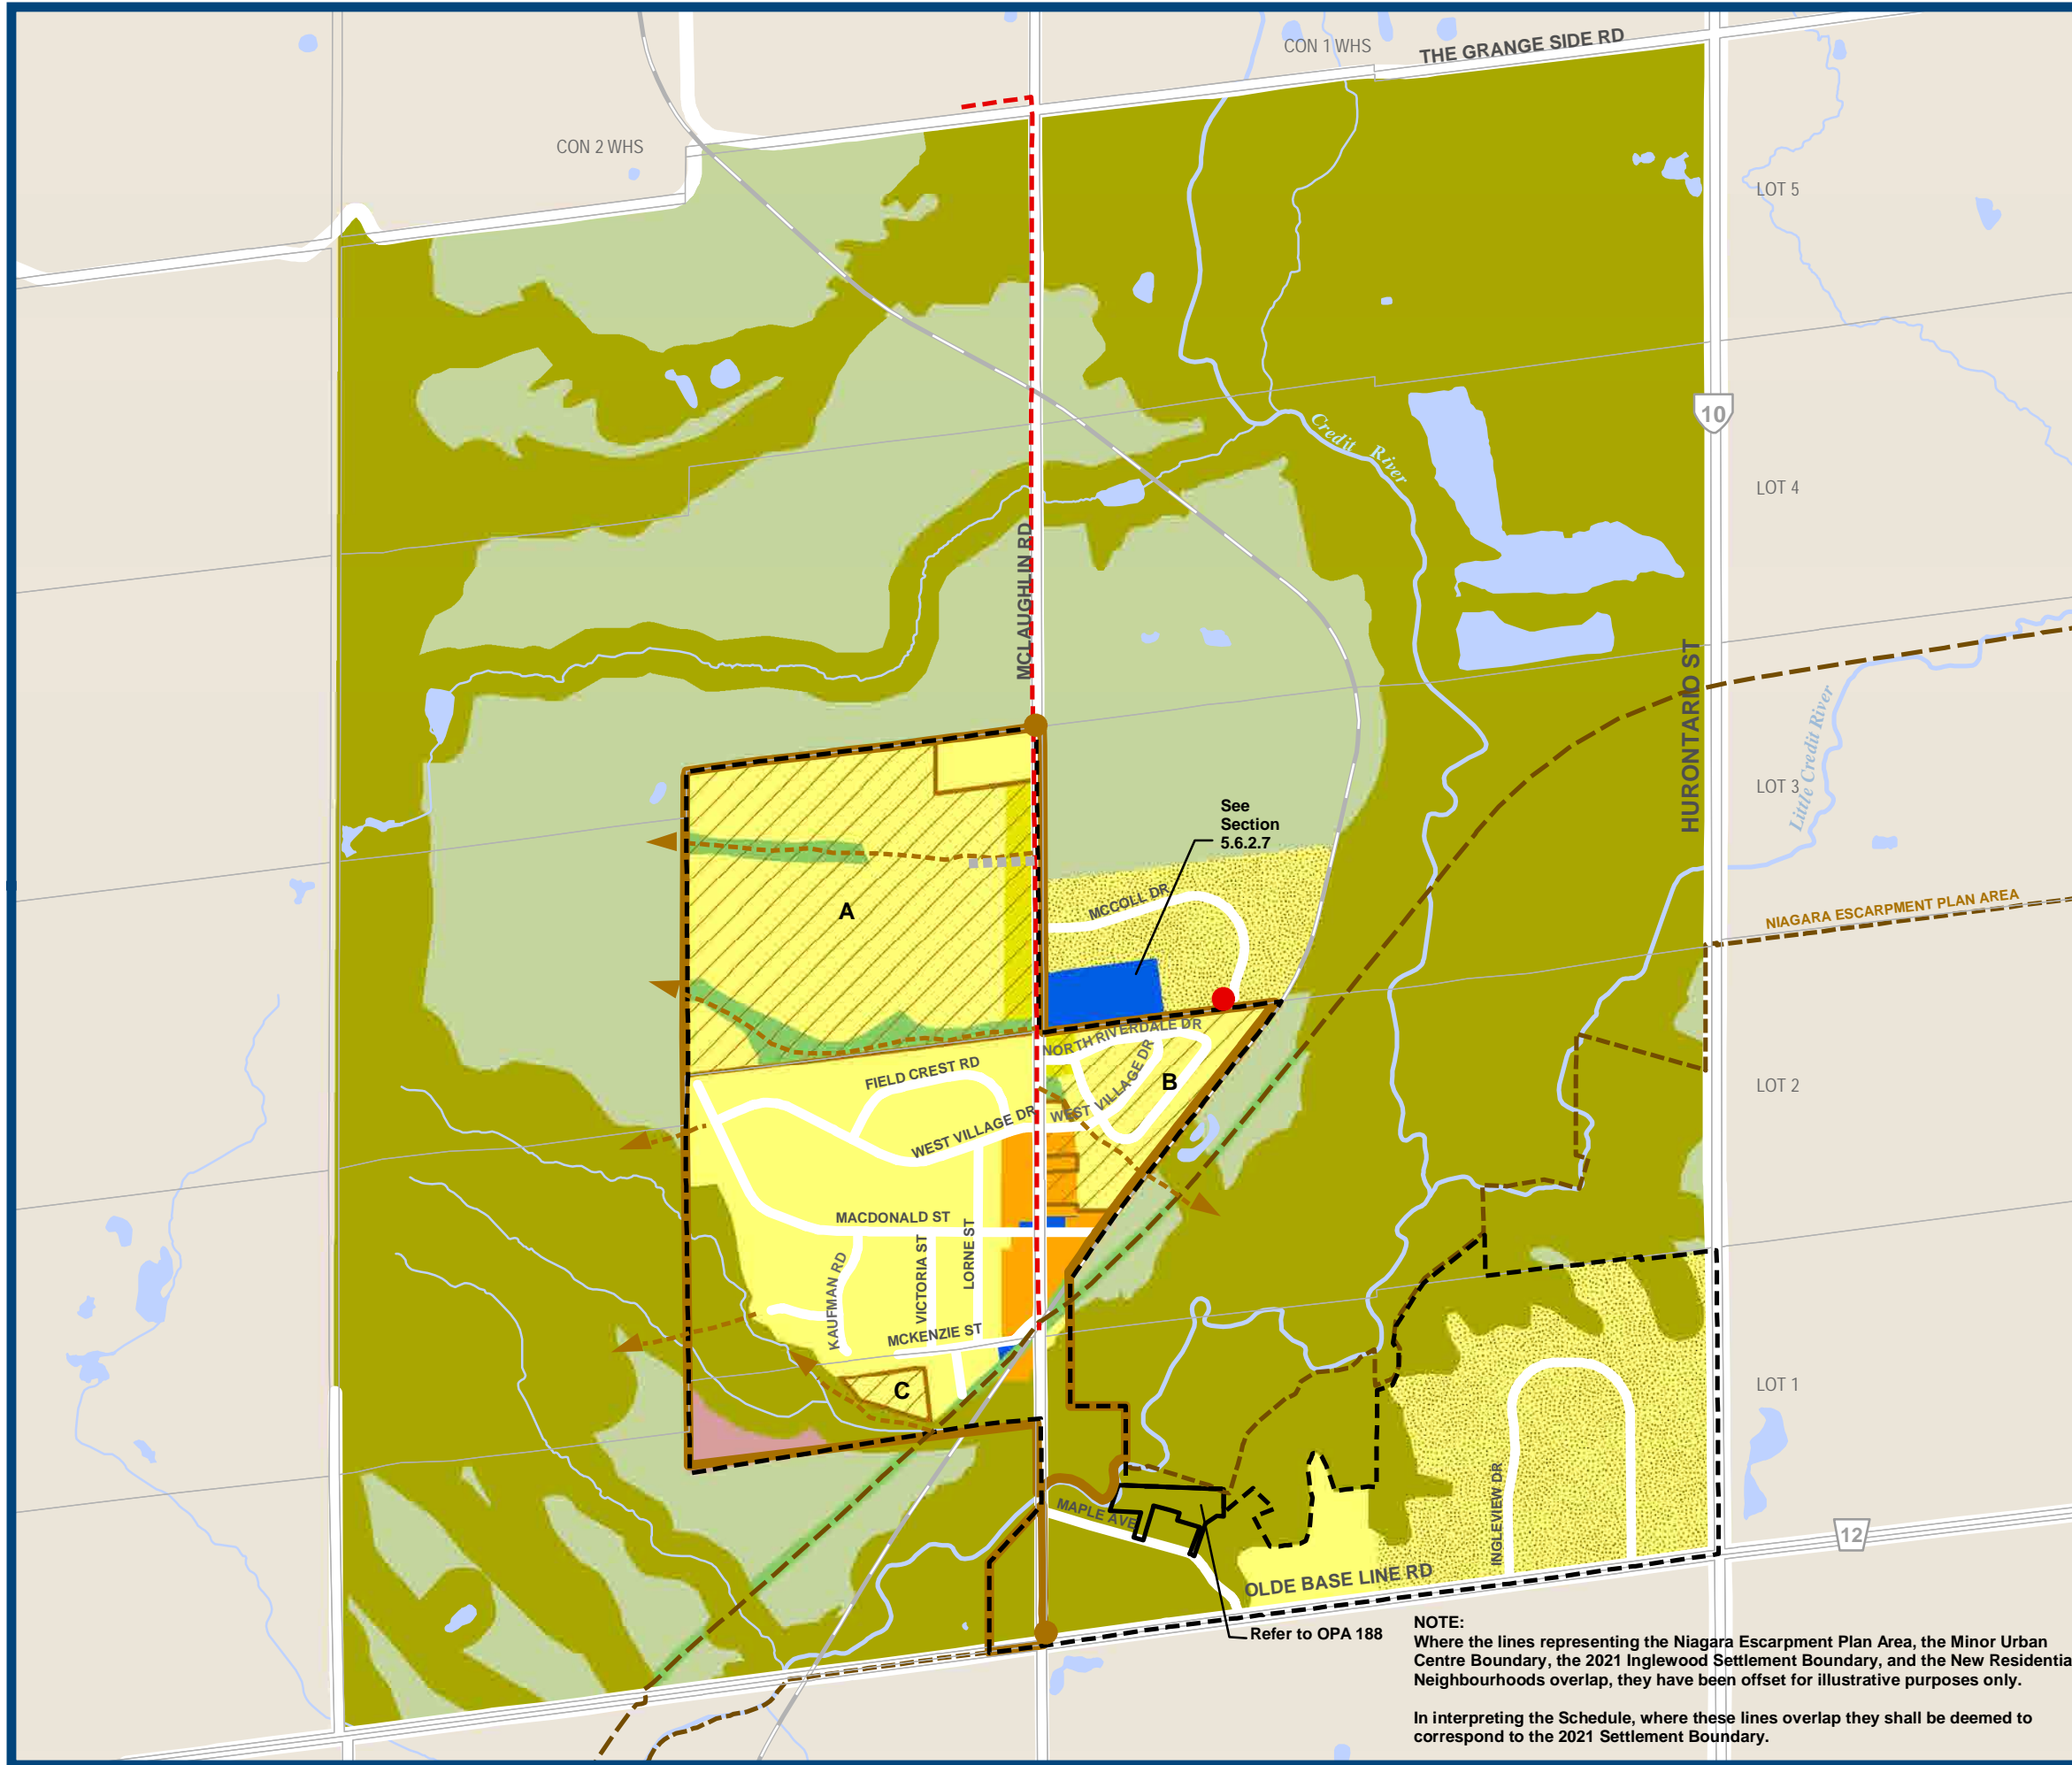 CON 1 WHS
THE GRANGE SIDE RD
CON 2 WHS
LOT 5
10
Credit River
LOT 4
MCLAUGHLIN RD
HURONTARIO ST
Little Credit River
LOT 3
See
Section
5.6.2.7
MCCOLL DR
A
NIAGARA ESCARPMENT PLAN AREA
NORTH RIVERDALE DR
FIELD CREST RD
WEST VILLAGE DR
WEST VILLAGE DR
B
LOT 2
MACDONALD ST
KAUFMAN RD
VICTORIA ST
LORNE ST
MCKENZIE ST
C
LOT 1
INGLEVIEW DR
MAPLE AVE
12
OLDE BASE LINE RD
Refer to OPA 188
NOTE:
Where the lines representing the Niagara Escarpment Plan Area, the Minor Urban
Centre Boundary, the 2021 Inglewood Settlement Boundary, and the New Residentia
Neighbourhoods overlap, they have been offset for illustrative purposes only.
In interpreting the Schedule, where these lines overlap they shall be deemed to
correspond to the 2021 Settlement Boundary.